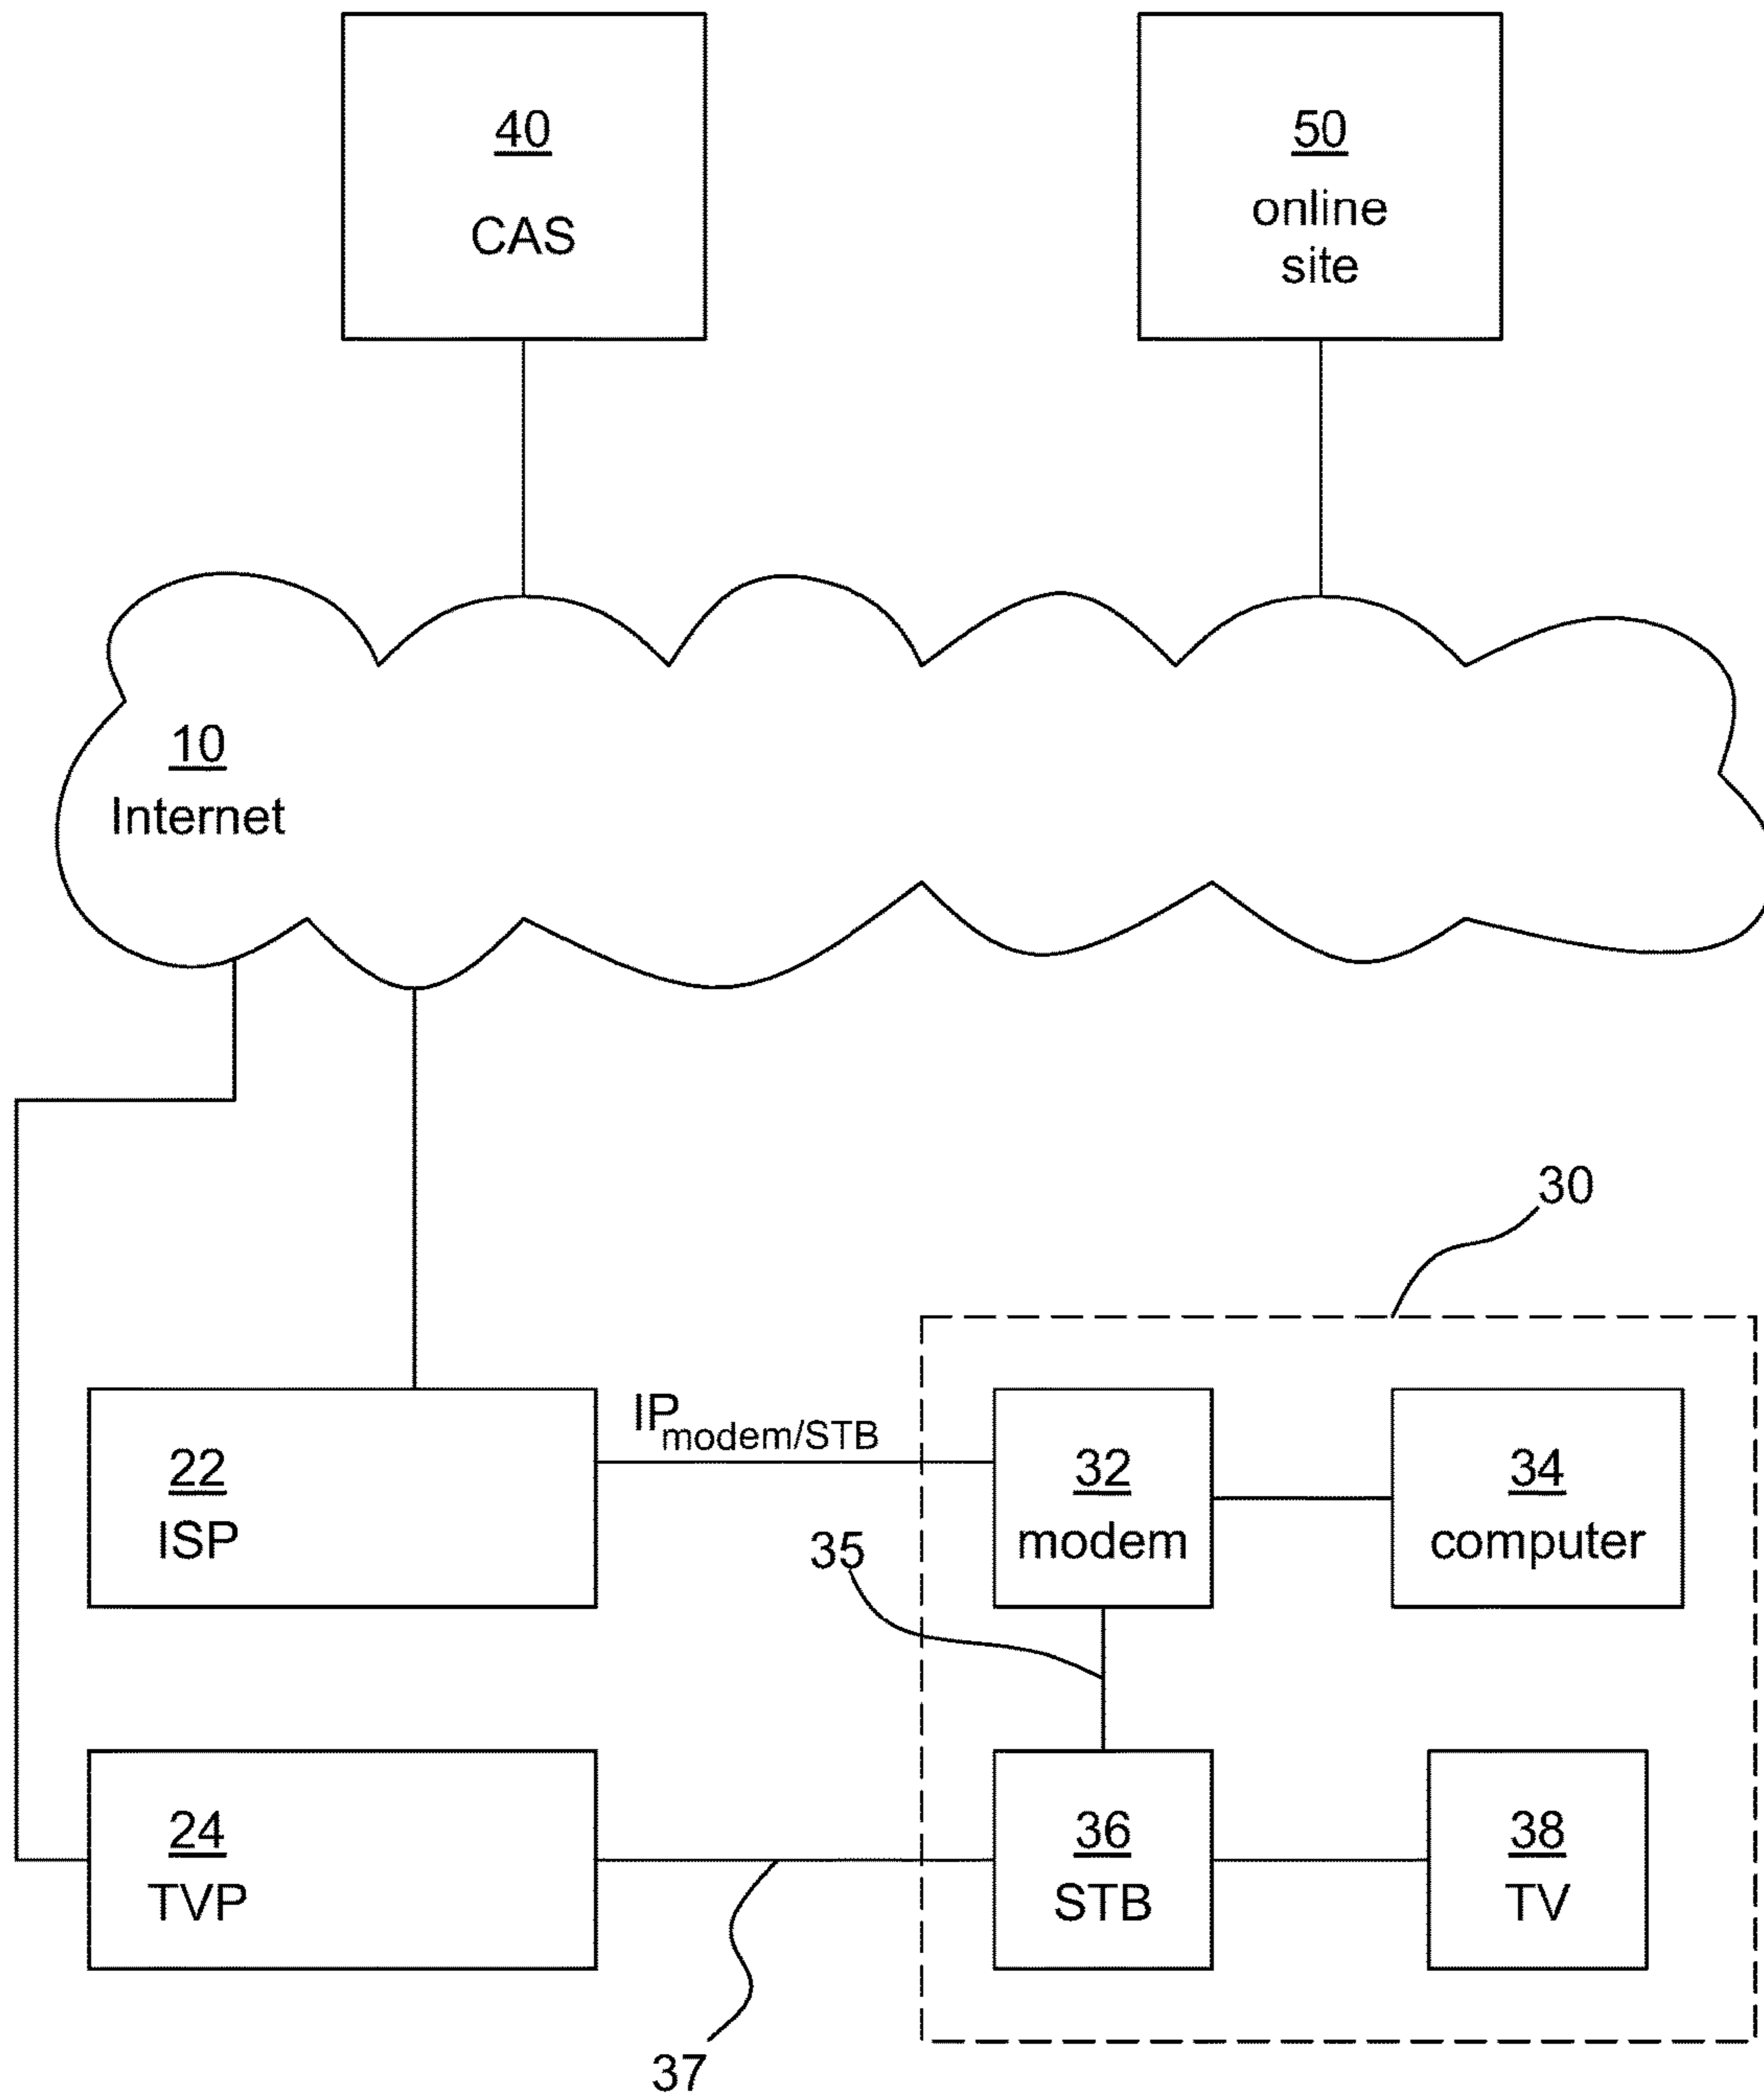 40
CAS
50
online
site
10
Internet
30
22
ISP
IPmodem/STB
32
modem
34
computer
35
24
TVP
36
STB
38
TV
37